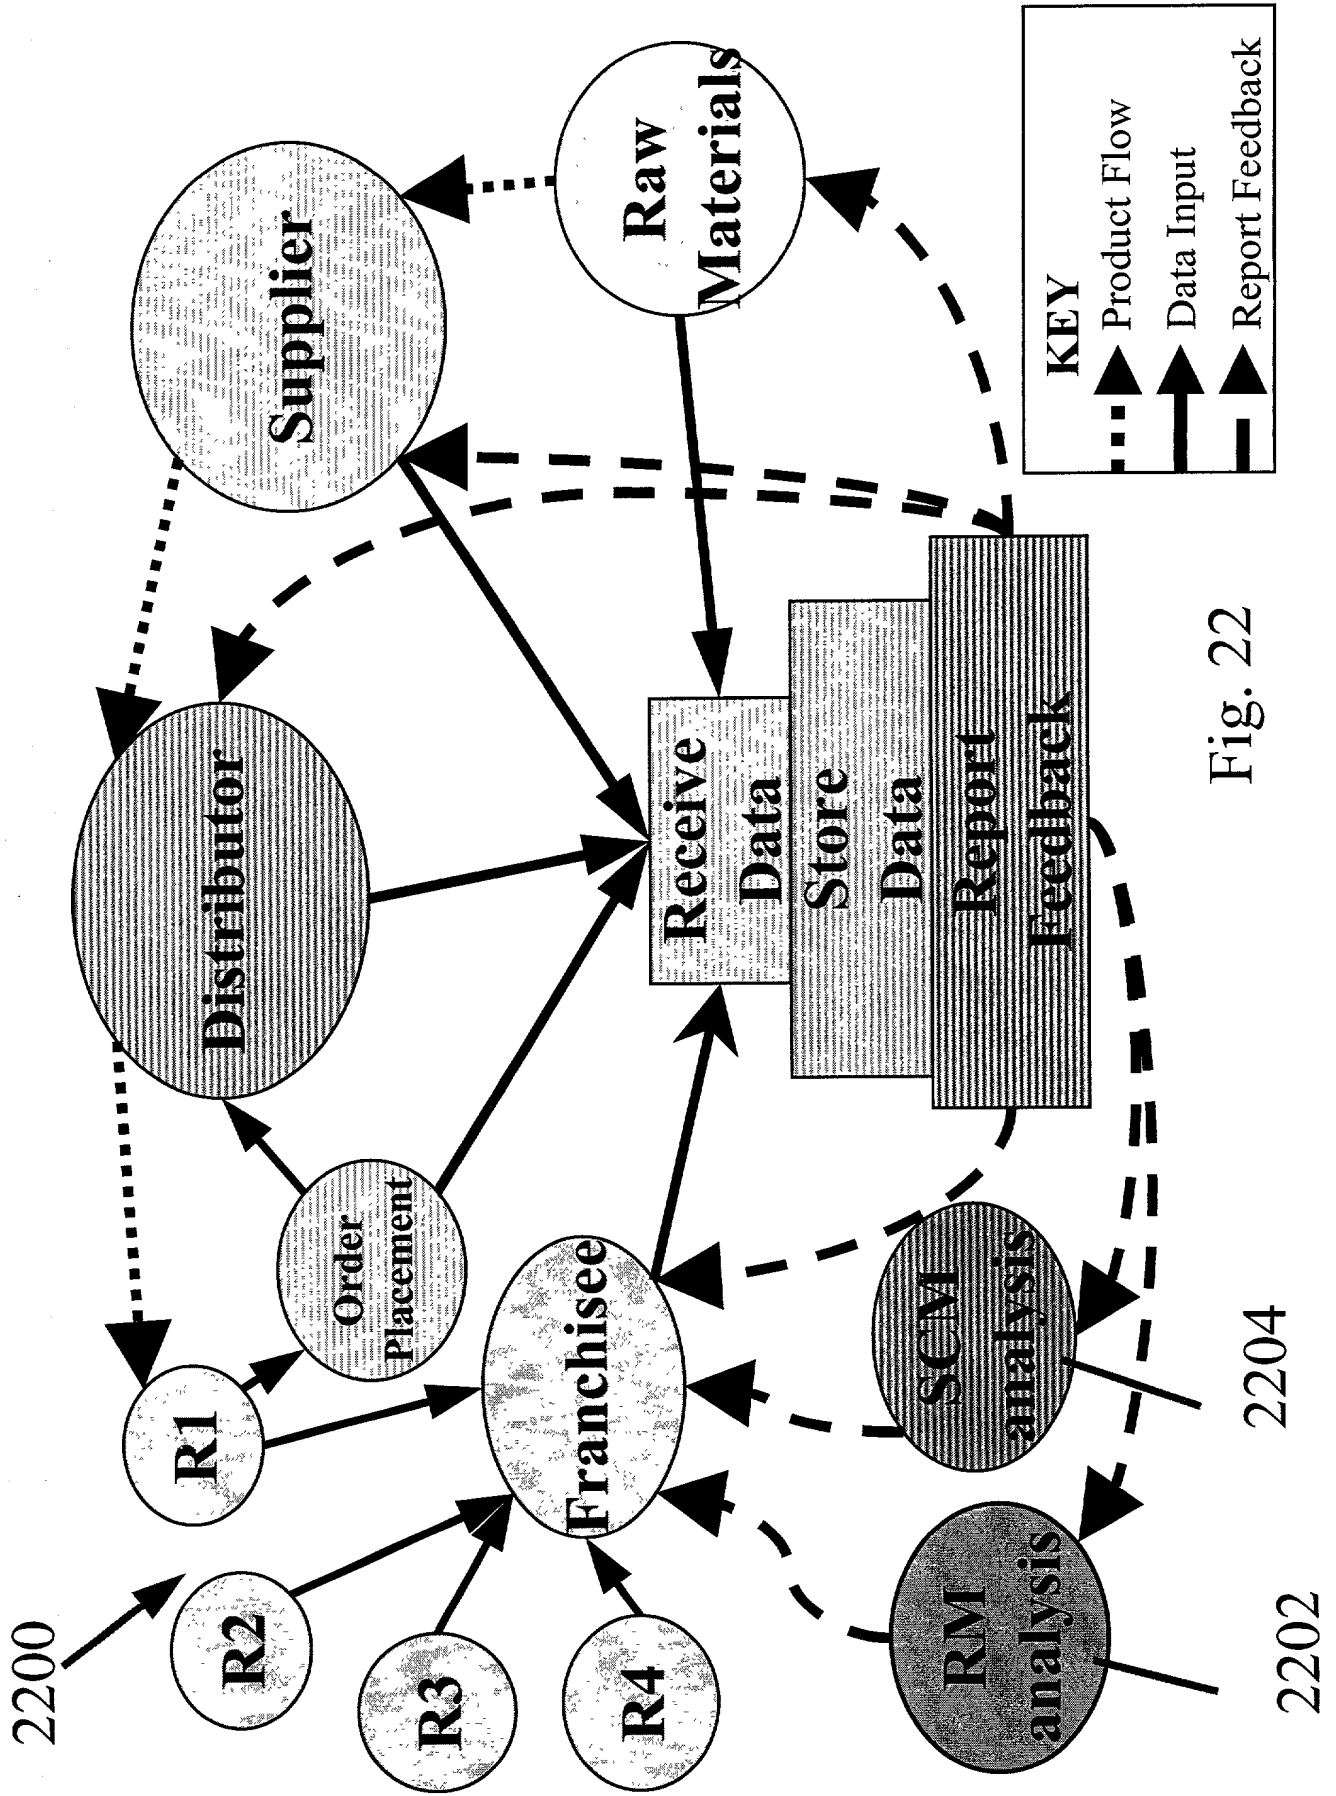 2200
R1
R2
R3
R4
Order
Placement
Franchisee
Distributor
Supplier
Raw
Materials
Receive
Data
Store
Data
Report
Feedback
RM
analysis
SCM
analysis
2202
2204
KEY
Product Flow
Data Input
Report Feedback
Fig. 22